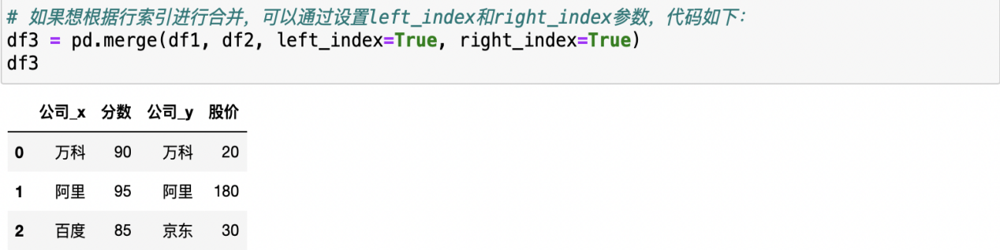 # 如果想根据行索引进行合并，可以通过设置left_index和right_index参数，代码如下：
df3 = pd.merge(df1, df2, left_index=True, right_index=True)
df3
公司_x 分数 公司_y 股价
0 万科 90 万科 20
1 阿里 95 阿里 180
2 百度 85 京东 30